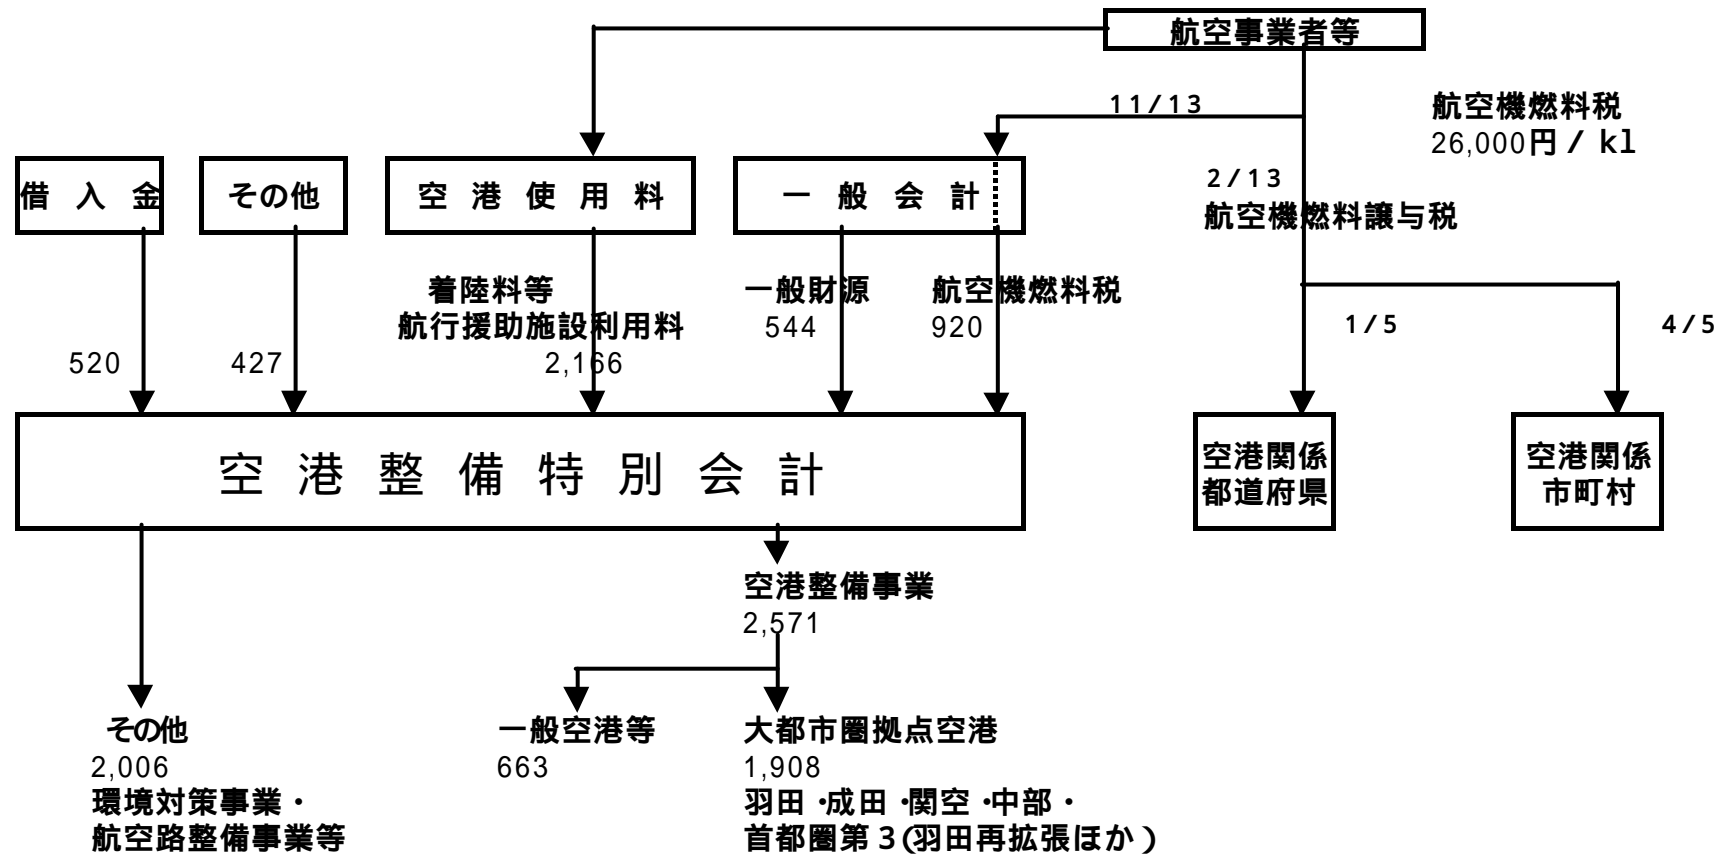 航空事業者等
11/13
航空機燃料税
26,000円/kl
借入金
その他
空港使用料
一般会計
2/13
航空機燃料譲与税
着陸料等
航行援助施設利用料
一般財源
航空機燃料税
520
427
2,166
544
920
1/5
4/5
空港整備特別会計
空港関係
都道府県
空港関係
市町村
空港整備事業
2,571
その他
2,006
環境対策事業・
航空路整備事業等
一般空港等
663
大都市圏拠点空港
1,908
羽田・成田・関空・中部・
首都圏第3(羽田再拡張ほか)